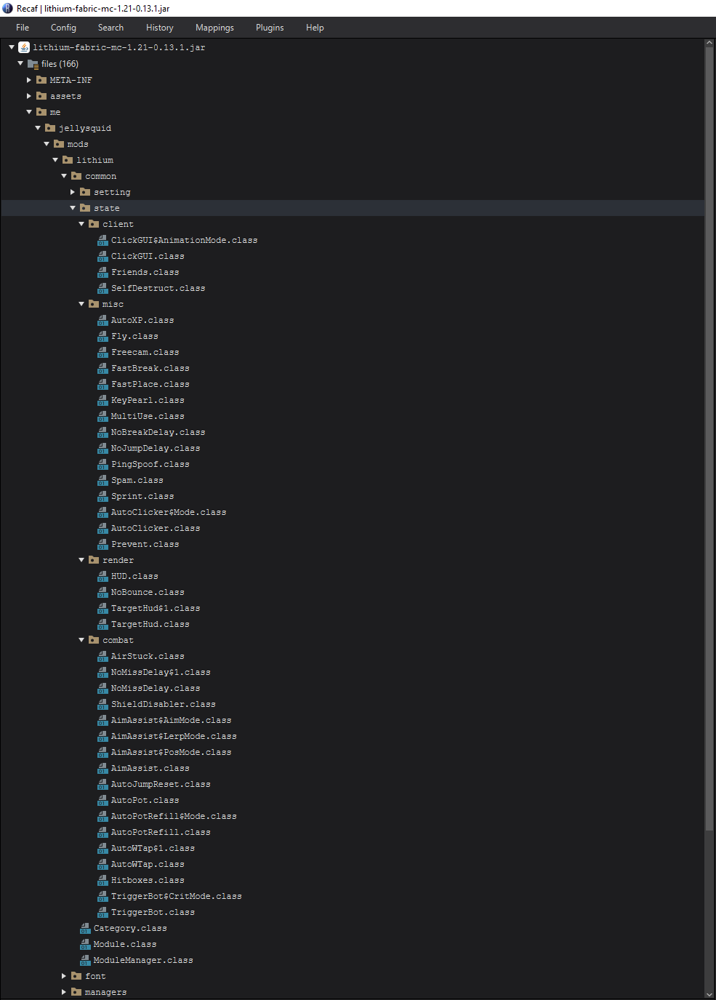 Recaf | lithium-fabric-mc-1.21-0.13.1.jar
File Config Search History Mappings Plugins Help
lithium-fabric-mc-1.21-0.13.1.jar
files (166)
META-INF
assets
me
jellysquid
mods
lithium
common
setting
state
client
ClickGUI$AnimationMode.class
ClickGUI.class
Friends.class
SelfDestruct.class
misc
AutoXP.class
Fly.class
Freecam.class
FastBreak.class
FastPlace.class
KeyPearl.class
MultiUse.class
NoBreakDelay.class
NoJumpDelay.class
PingSpoof.class
Spam.class
Sprint.class
AutoClicker$Mode.class
AutoClicker.class
Prevent.class
render
HUD.class
NoBounce.class
TargetHud$1.class
TargetHud.class
combat
AirStuck.class
NoMissDelay$1.class
NoMissDelay.class
ShieldDisabler.class
AimAssist$AimMode.class
AimAssist$LerpMode.class
AimAssist$PosMode.class
AimAssist.class
AutoJumpReset.class
AutoPot.class
AutoPotRefill$Mode.class
AutoPotRefill.class
AutoWTap$1.class
AutoWTap.class
Hitboxes.class
TriggerBot$CritMode.class
TriggerBot.class
Category.class
Module.class
ModuleManager.class
font
managers